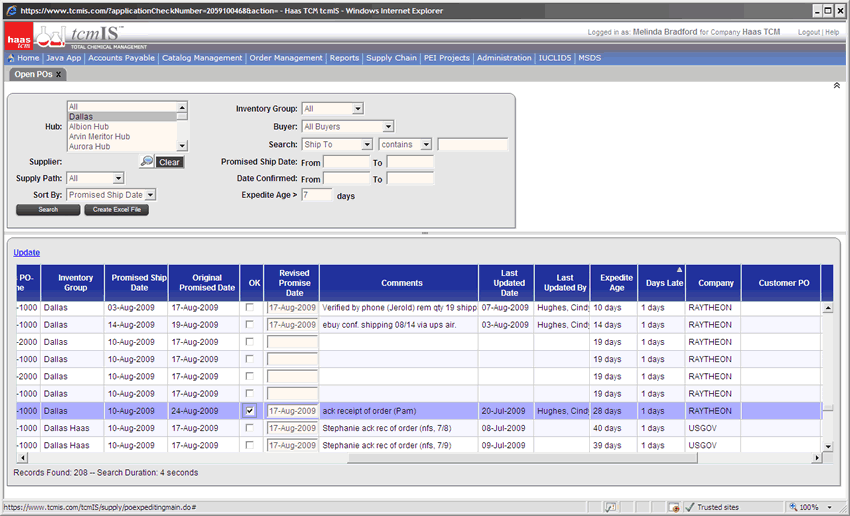 https://www.tcmis.com/?applicationCheckNumber=2059100468&action= - Haas TCM tcmIS - Windows Internet Explorer
haas tcm tcmIS™
TOTAL CHEMICAL MANAGEMENT
Logged in as: Melinda Bradford for Company Haas TCM Logout | Help
Home Java App Accounts Payable Catalog Management Order Management Reports Supply Chain PEI Projects Administration IUCLIDS MSDS
Open POs x
Hub: All
Dallas
Albion Hub
Arvin Meritor Hub
Aurora Hub
Supplier: Clear
Supply Path: All
Sort By: Promised Ship Date
Search Create Excel File
Inventory Group: All
Buyer: All Buyers
Search: Ship To contains
Promised Ship Date: From To
Date Confirmed: From To
Expedite Age > 7 days
Update
PO- Inventory Group Promised Ship Date Original Promised Date OK Revised Promise Date Comments Last Updated Date Last Updated By Expedite Age Days Late Company Customer PO
-1000 Dallas 03-Aug-2009 17-Aug-2009 17-Aug-2009 Verified by phone (Jerold) rem qty 19 shipp 07-Aug-2009 Hughes, Cindy 10 days 1 days RAYTHEON
-1000 Dallas 14-Aug-2009 19-Aug-2009 17-Aug-2009 ebuy conf. shipping 08/14 via ups air. 03-Aug-2009 Hughes, Cindy 14 days 1 days RAYTHEON
-2000 Dallas 10-Aug-2009 17-Aug-2009 19 days 1 days RAYTHEON
-1000 Dallas 10-Aug-2009 17-Aug-2009 19 days 1 days RAYTHEON
-2000 Dallas 10-Aug-2009 17-Aug-2009 19 days 1 days RAYTHEON
-1000 Dallas 10-Aug-2009 17-Aug-2009 19 days 1 days RAYTHEON
-1000 Dallas 10-Aug-2009 24-Aug-2009 17-Aug-2009 ack receipt of order (Pam) 20-Jul-2009 Hughes, Cind 28 days 1 days RAYTHEON
-1000 Dallas Haas 10-Aug-2009 17-Aug-2009 17-Aug-2009 Stephanie ack rec of order (nfs, 7/8) 08-Jul-2009 40 days 1 days USGOV
-1000 Dallas Haas 10-Aug-2009 17-Aug-2009 17-Aug-2009 Stephanie ack rec of order (nfs, 7/9) 09-Jul-2009 39 days 1 days USGOV
Records Found: 208 -- Search Duration: 4 seconds
https://www.tcmis.com/tcmIS/supply/poexpeditingmain.do# Trusted sites 100%